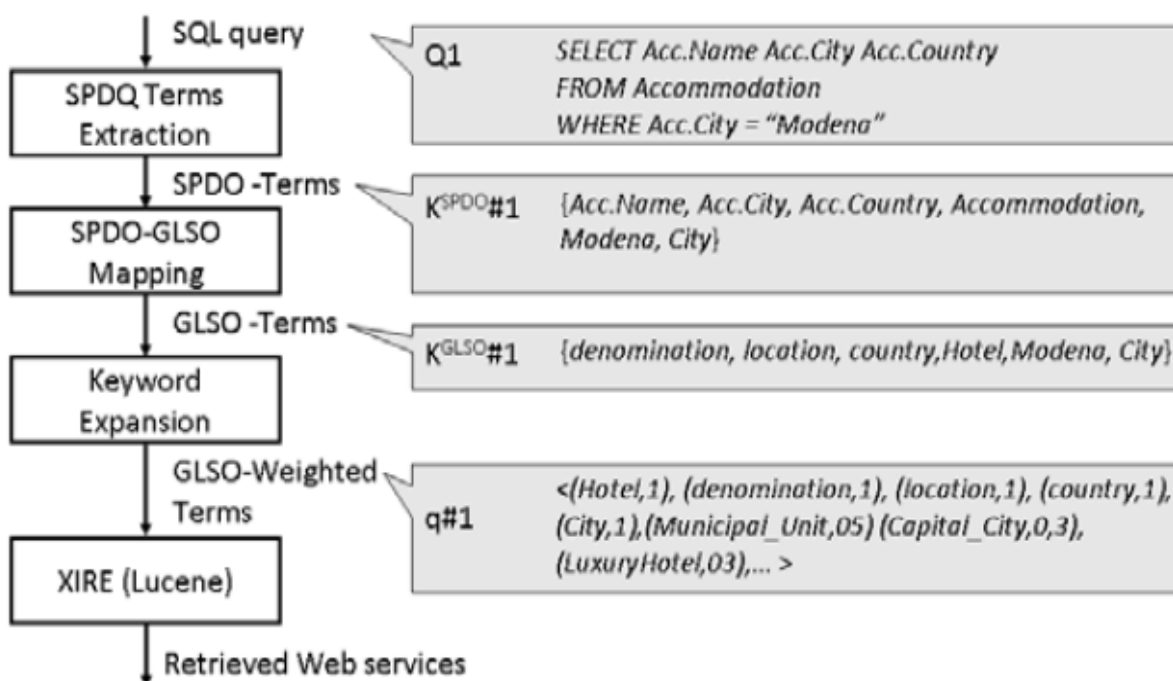 SQL query
Q1
SELECT Acc.Name Acc.City Acc.Country
FROM Accommodation
WHERE Acc.City = “Modena”
SPDQ Terms
Extraction
SPDO -Terms
K^SPDO#1
{Acc.Name, Acc.City, Acc.Country, Accommodation,
Modena, City}
SPDO-GLSO
Mapping
GLSO -Terms
K^GLSO#1
{denomination, location, country,Hotel,Modena, City}
Keyword
Expansion
GLSO-Weighted
Terms
q#1
<(Hotel,1), (denomination,1), (location,1), (country,1),
(City,1),(Municipal_Unit,05) (Capital_City,0,3),
(LuxuryHotel,03),... >
XIRE (Lucene)
Retrieved Web services